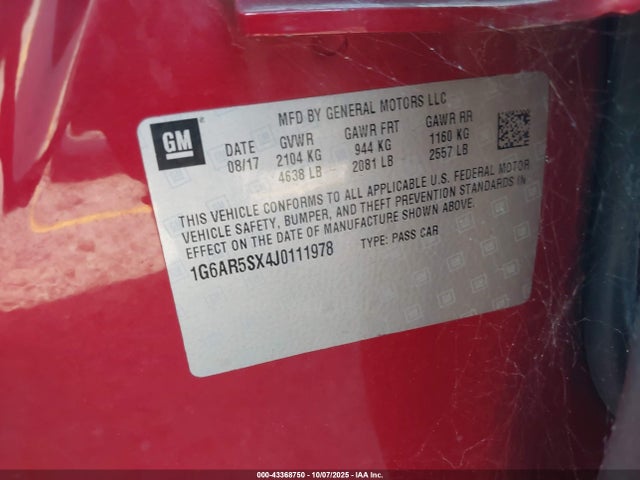 GM
MFD BY GENERAL MOTORS LLC
DATE GVWR GAWR FRT GAWR RR
08/17 2104 KG 944 KG 1160 KG
4638 LB 2081 LB 2557 LB
THIS VEHICLE CONFORMS TO ALL APPLICABLE U.S. FEDERAL MOTOR
VEHICLE SAFETY, BUMPER, AND THEFT PREVENTION STANDARDS IN
EFFECT ON THE DATE OF MANUFACTURE SHOWN ABOVE.
1G6AR5SX4J0111978 TYPE: PASS CAR
000-43368750 | 10/07/2025 | IAA Inc.